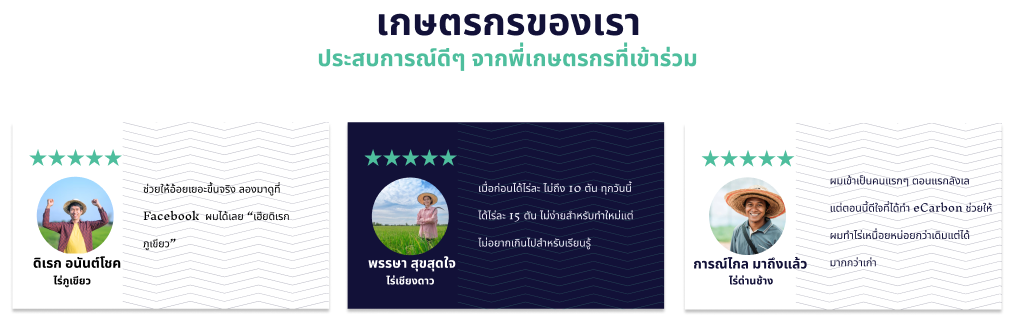 เกษตรกรของเรา
ประสบการณ์ดีๆ จากพี่เกษตรกรที่เข้าร่วม
ช่วยให้อ้อยเยอะขึ้นจริง ลองมาดูที่
Facebook ผมได้เลย “เฮียดิเรก
ภูเขียว”
ดิเรก อนันต์โชค
ไร่ภูเขียว
เมื่อก่อนได้ไร่ละ ไม่ถึง 10 ตัน ทุกวันนี้
ได้ไร่ละ 15 ตัน ไม่ง่ายสำหรับทำใหม่แต่
ไม่อยากเกินไปสำหรับเรียนรู้
พรรษา สุขสุดใจ
ไร่เชียงดาว
ผมเข้าเป็นคนแรกๆ ตอนแรกลังเล
แต่ตอนนี้ดีใจที่ได้ทำ eCarbon ช่วยให้
ผมทำไร่เหนื่อยหน่อยกว่าเดิมแต่ได้
มากกว่าเก่า
การณ์ไกล มาถึงแล้ว
ไร่ด่านช้าง